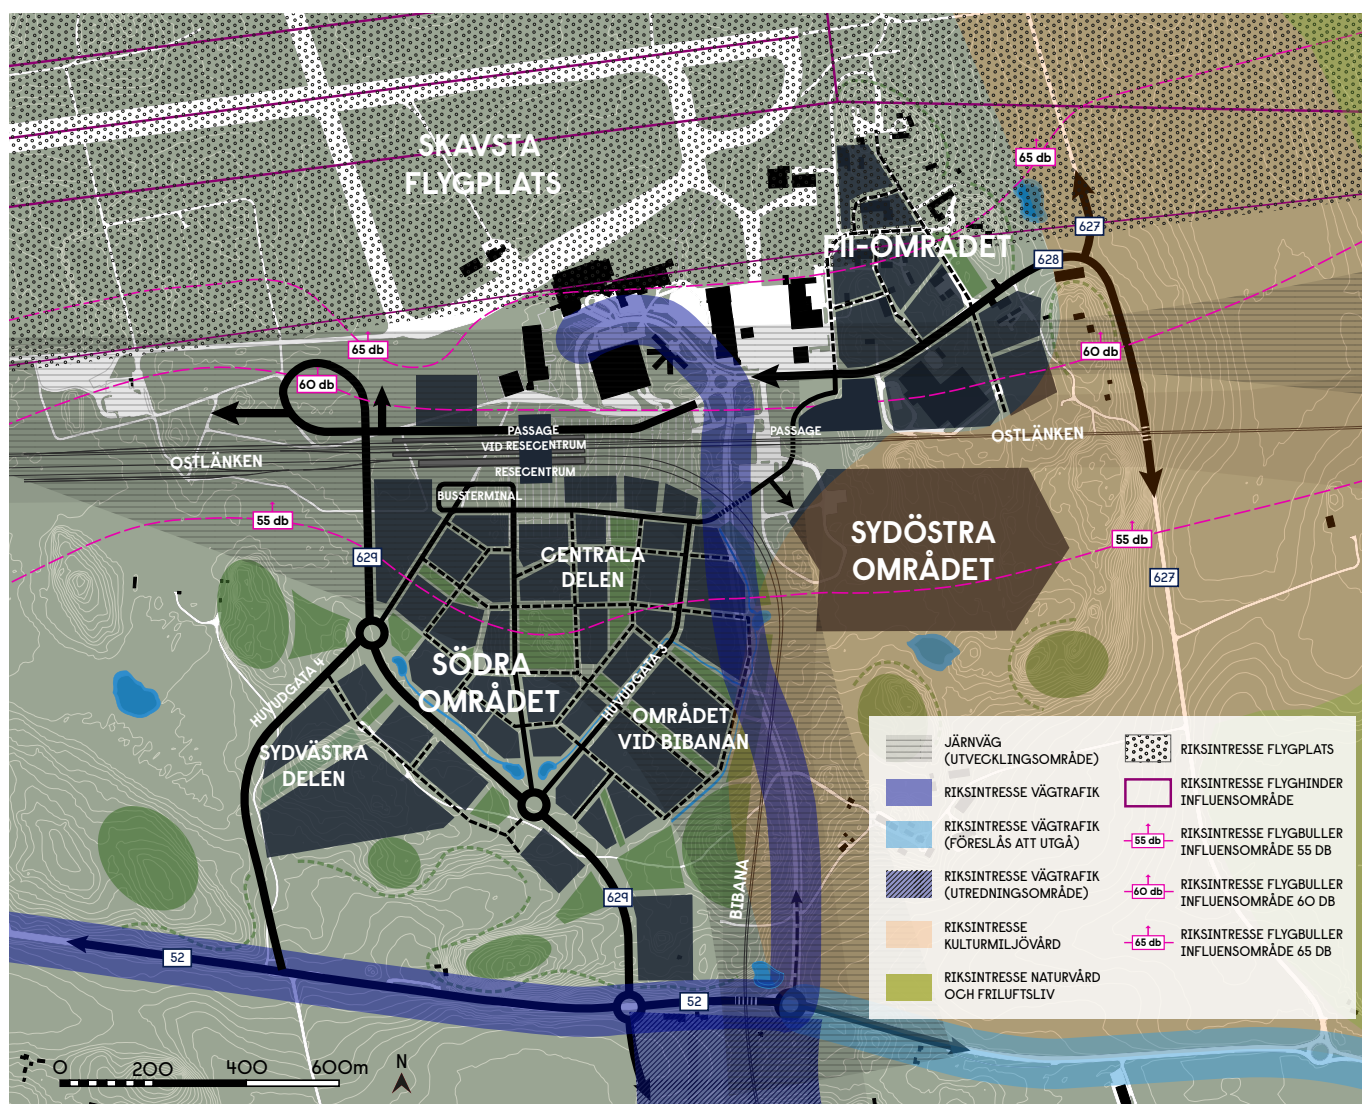 SKAVSTA
FLYGPLATS
65 db
627
F11-OMRÅDET
628
65 db
60 db
60 db
PASSAGE
VID RESECENTRUM
PASSAGE
OSTLÄNKEN
OSTLÄNKEN
RESECENTRUM
BUSSTERMINAL
55 db
SYDÖSTRA
OMRÅDET
55 db
629
CENTRALA
DELEN
627
HUVUDGATA 4
SÖDRA
OMRÅDET
HUVUDGATA 3
OMRÅDET
VID BIBANAN
SYDVÄSTRA
DELEN
629
BIBANA
52
52
JÄRNVÄG
(UTVECKLINGSOMRÅDE)
RIKSINTRESSE VÄGTRAFIK
RIKSINTRESSE VÄGTRAFIK
(FÖRESLÅS ATT UTGÅ)
RIKSINTRESSE VÄGTRAFIK
(UTREDNINGSOMRÅDE)
RIKSINTRESSE
KULTURMILJÖVÅRD
RIKSINTRESSE NATURVÅRD
OCH FRILUFTSLIV
RIKSINTRESSE FLYGPLATS
RIKSINTRESSE FLYGHINDER
INFLUENSOMRÅDE
55 db
RIKSINTRESSE FLYGBULLER
INFLUENSOMRÅDE 55 DB
60 db
RIKSINTRESSE FLYGBULLER
INFLUENSOMRÅDE 60 DB
65 db
RIKSINTRESSE FLYGBULLER
INFLUENSOMRÅDE 65 DB
0 200 400 600m
N